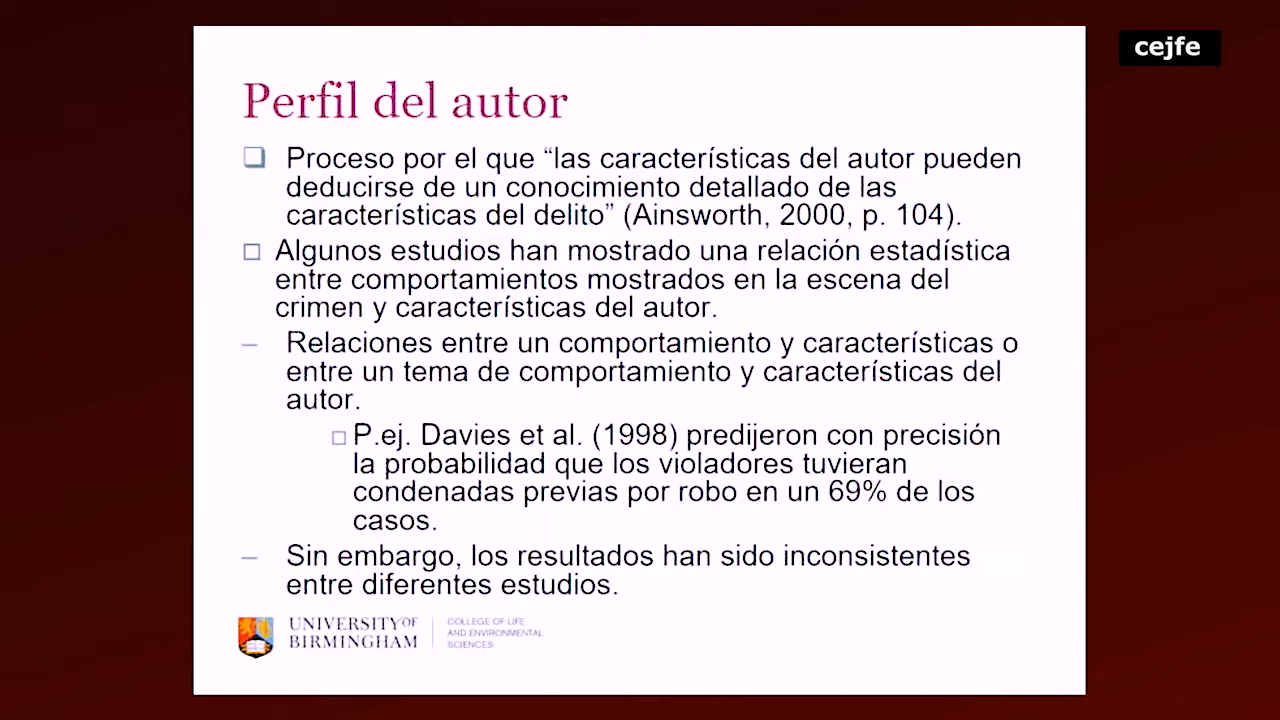 cejfe
Perfil del autor
Proceso por el que “las características del autor pueden
deducirse de un conocimiento detallado de las
características del delito” (Ainsworth, 2000, p. 104).
Algunos estudios han mostrado una relación estadística
entre comportamientos mostrados en la escena del
crimen y características del autor.
– Relaciones entre un comportamiento y características o
entre un tema de comportamiento y características del
autor.
P.ej. Davies et al. (1998) predijeron con precisión
la probabilidad que los violadores tuvieran
condenadas previas por robo en un 69% de los
casos.
– Sin embargo, los resultados han sido inconsistentes
entre diferentes estudios.
UNIVERSITY OF
BIRMINGHAM
COLLEGE OF LIFE
AND ENVIRONMENTAL
SCIENCES